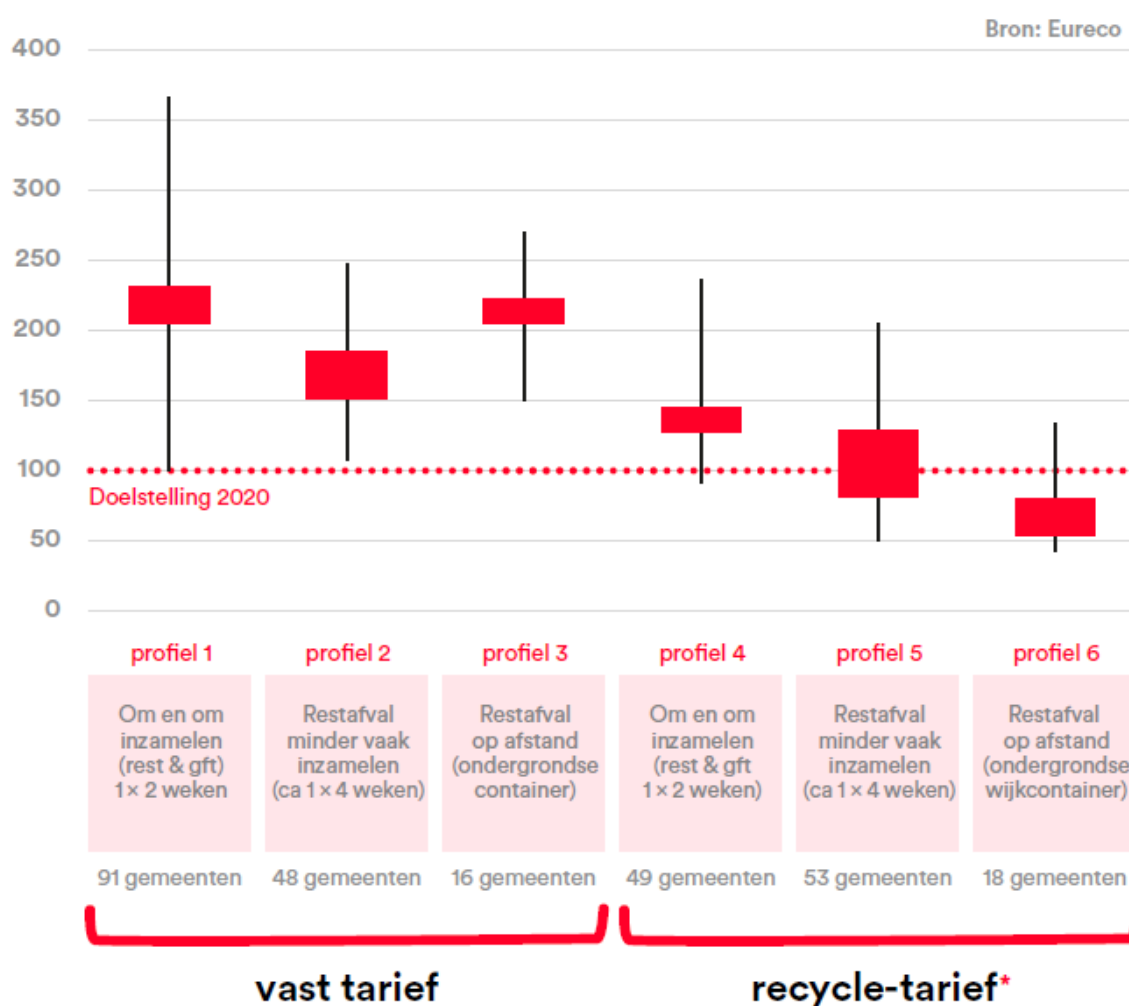 Bron: Eureco
400
350
300
250
200
150
100
50
0
Doelstelling 2020
profiel 1
profiel 2
profiel 3
profiel 4
profiel 5
profiel 6
Om en om
inzamelen
(rest & gft)
1 × 2 weken
Restafval
minder vaak
inzamelen
(ca 1 × 4 weken)
Restafval
op afstand
(ondergrondse
container)
Om en om
inzamelen
(rest & gft
1 × 2 weken)
Restafval
minder vaak
inzamelen
(ca 1 × 4 weken)
Restafval
op afstand
(ondergrondse
wijkcontainer)
91 gemeenten
48 gemeenten
16 gemeenten
49 gemeenten
53 gemeenten
18 gemeenten
vast tarief
recycle-tarief*